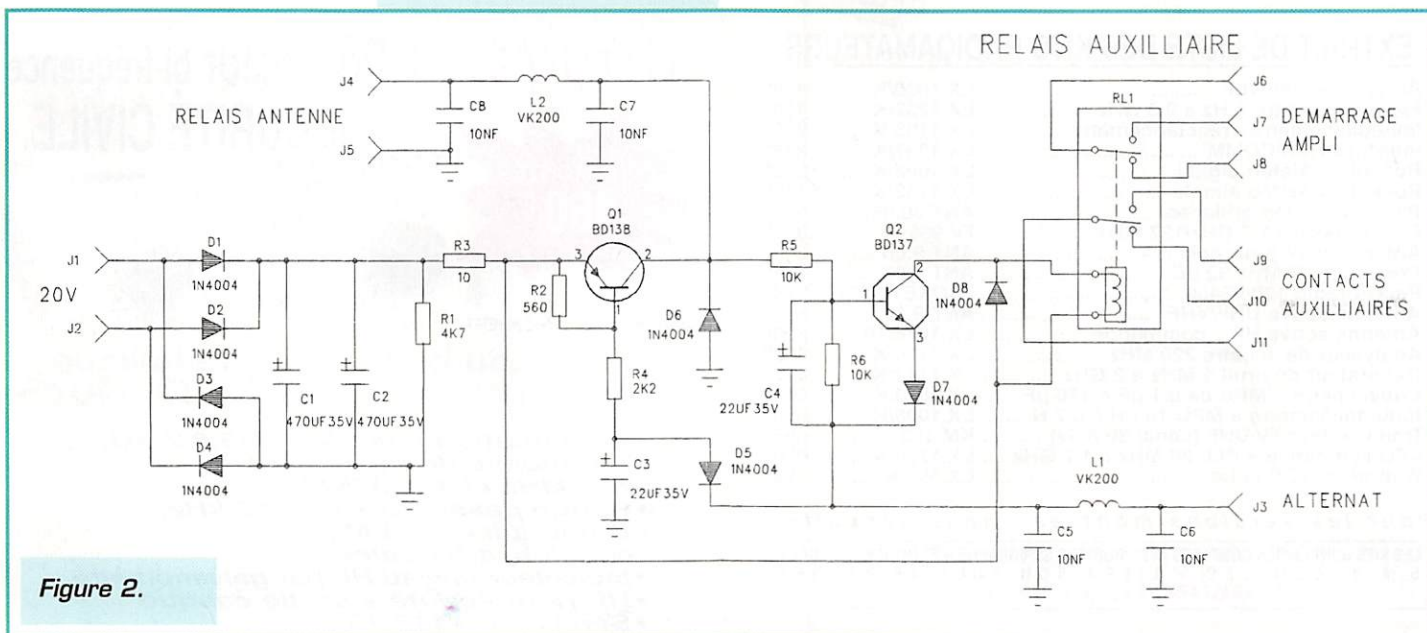 RELAIS AUXILLIAIRE
J4
C8
10NF
L2
VK200
C7
10NF
RELAIS ANTENNE
J5
J6
RL1
J7
DEMARRAGE
AMPLI
J8
Q1
BD138
D1
J1
1N4004
R3
10
3
2
R5
10K
Q2
BD137
2
D8
1N4004
J9
20V
J2
D2
1N4004
R2
560
1
D6
1N4004
1
3
CONTACTS
J10
AUXILLIAIRES
J11
R1
4K7
D3
1N4004
R4
2K2
C4
22UF35V
R6
10K
D7
1N4004
C1
470UF35V
C2
470UF35V
D4
1N4004
C3
22UF35V
D5
1N4004
L1
VK200
J3
ALTERNAT
C5
10NF
C6
10NF
Figure 2.